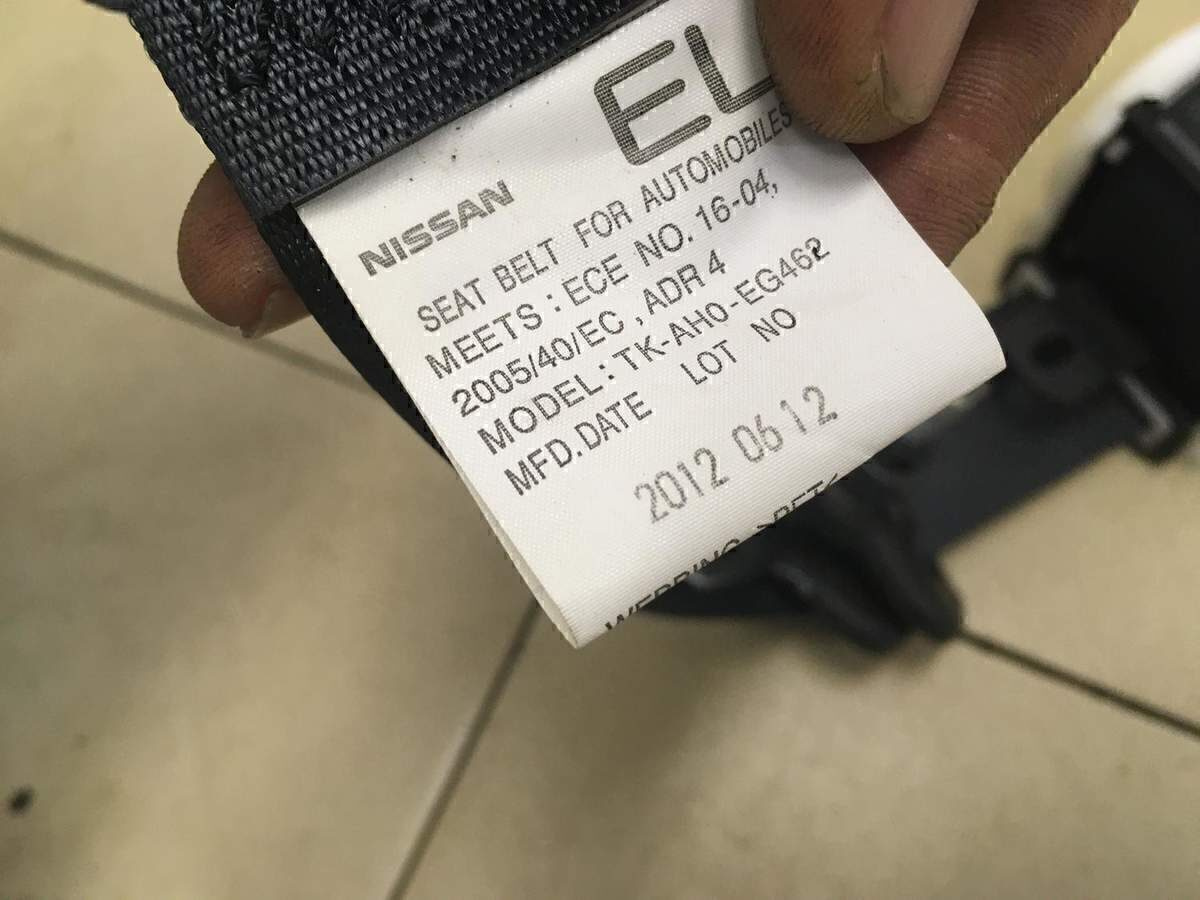 EL
NISSAN
SEAT BELT FOR AUTOMOBILES
MEETS : ECE NO. 16-04,
2005/40/EC , ADR 4
MODEL : TK-AH0-EG462
MFD.DATE LOT NO
2012 06 12